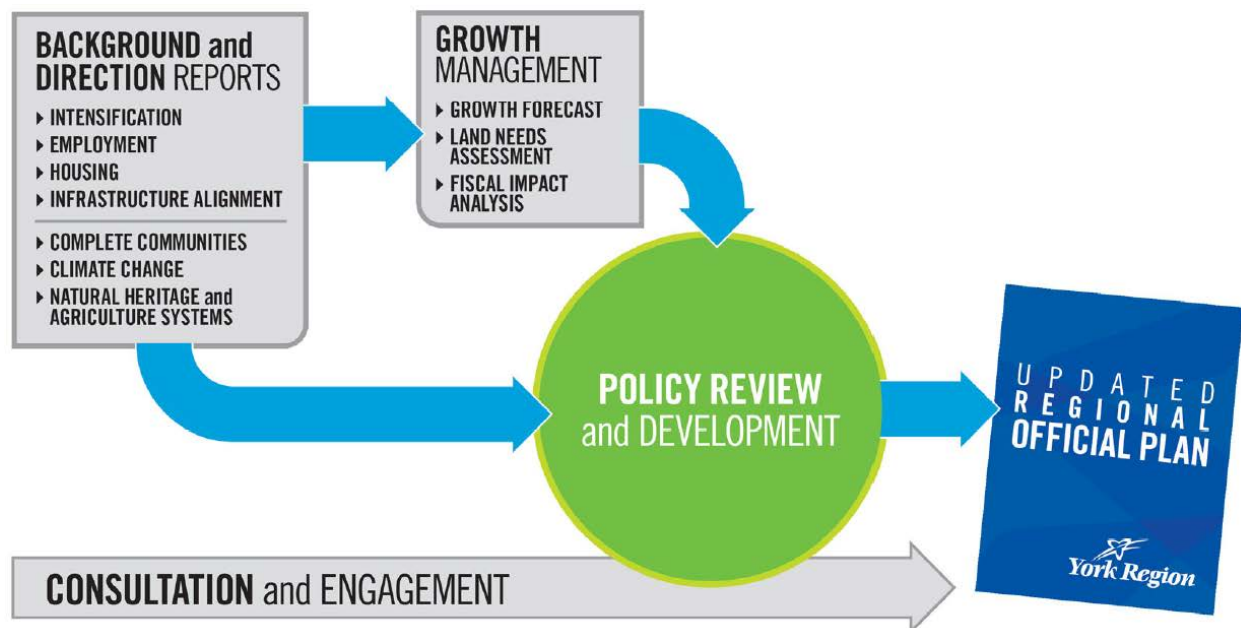 BACKGROUND and
DIRECTION REPORTS
INTENSIFICATION
EMPLOYMENT
HOUSING
INFRASTRUCTURE ALIGNMENT
COMPLETE COMMUNITIES
CLIMATE CHANGE
NATURAL HERITAGE and
AGRICULTURE SYSTEMS
GROWTH
MANAGEMENT
GROWTH FORECAST
LAND NEEDS
ASSESSMENT
FISCAL IMPACT
ANALYSIS
POLICY REVIEW
and DEVELOPMENT
UPDATED
REGIONAL
OFFICIAL PLAN
York Region
CONSULTATION and ENGAGEMENT